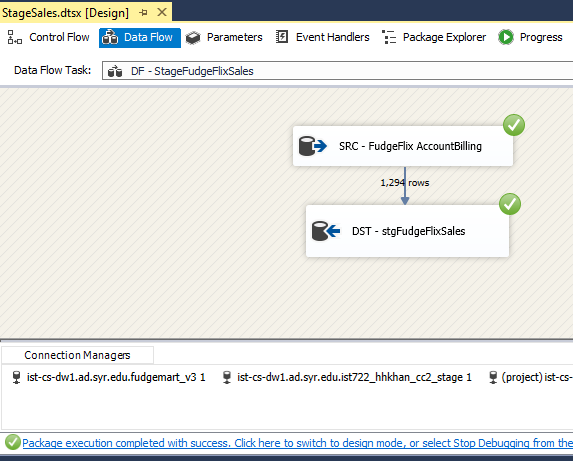 StageSales.dtsx [Design]
Control Flow Data Flow Parameters Event Handlers Package Explorer Progress
Data Flow Task: DF - StageFudgeFlixSales
SRC - FudgeFlix AccountBilling
1,294 rows
DST - stgFudgeFlixSales
Connection Managers
ist-cs-dw1.ad.syr.edu.fudgemart_v3 1 ist-cs-dw1.ad.syr.edu.ist722_hhkhan_cc2_stage 1 (project) ist-cs-
Package execution completed with success. Click here to switch to design mode, or select Stop Debugging from the